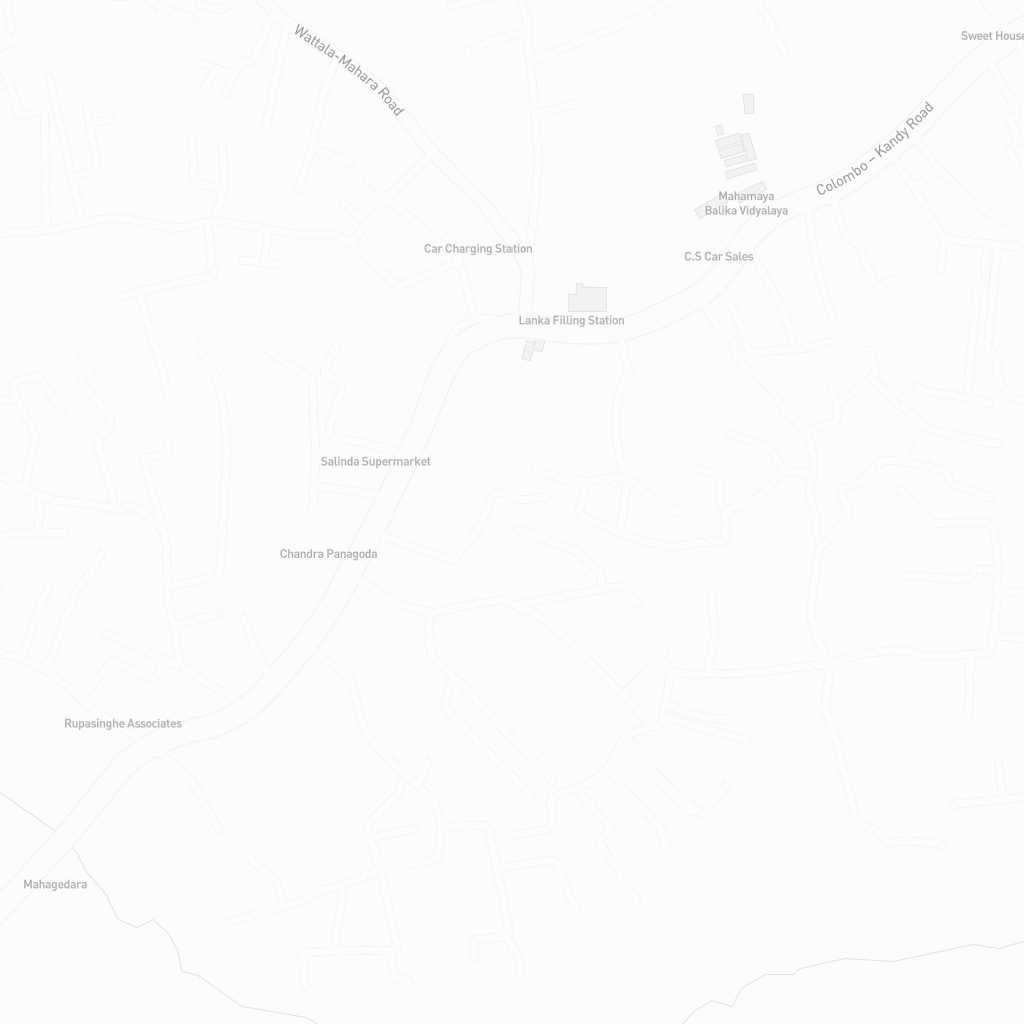 Sweet House
Wattala-Mahara Road
Colombo – Kandy Road
Mahamaya
Balika Vidyalaya
Car Charging Station
C.S Car Sales
Lanka Filling Station
Salinda Supermarket
Chandra Panagoda
Rupasinghe Associates
Mahagedara